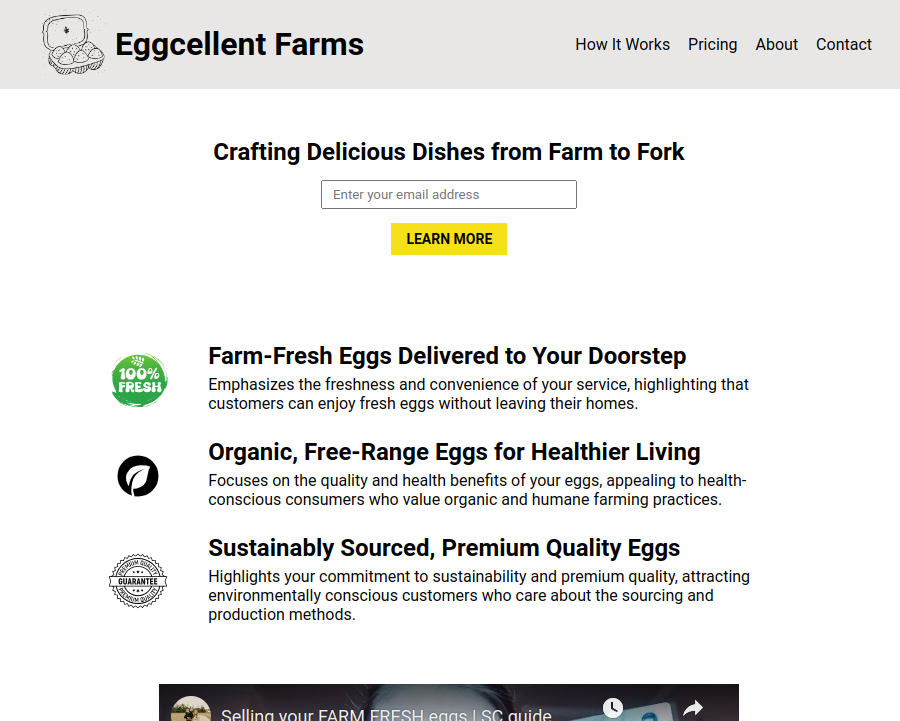 Eggcellent Farms
How It Works
Pricing
About
Contact
Crafting Delicious Dishes from Farm to Fork
Enter your email address
LEARN MORE
100%
FRESH
Farm-Fresh Eggs Delivered to Your Doorstep
Emphasizes the freshness and convenience of your service, highlighting that
customers can enjoy fresh eggs without leaving their homes.
Organic, Free-Range Eggs for Healthier Living
Focuses on the quality and health benefits of your eggs, appealing to health-
conscious consumers who value organic and humane farming practices.
PREMIUM QUALITY
GUARANTEE
PREMIUM QUALITY
Sustainably Sourced, Premium Quality Eggs
Highlights your commitment to sustainability and premium quality, attracting
environmentally conscious customers who care about the sourcing and
production methods.
Selling your FARM FRESH eggs | SC guide